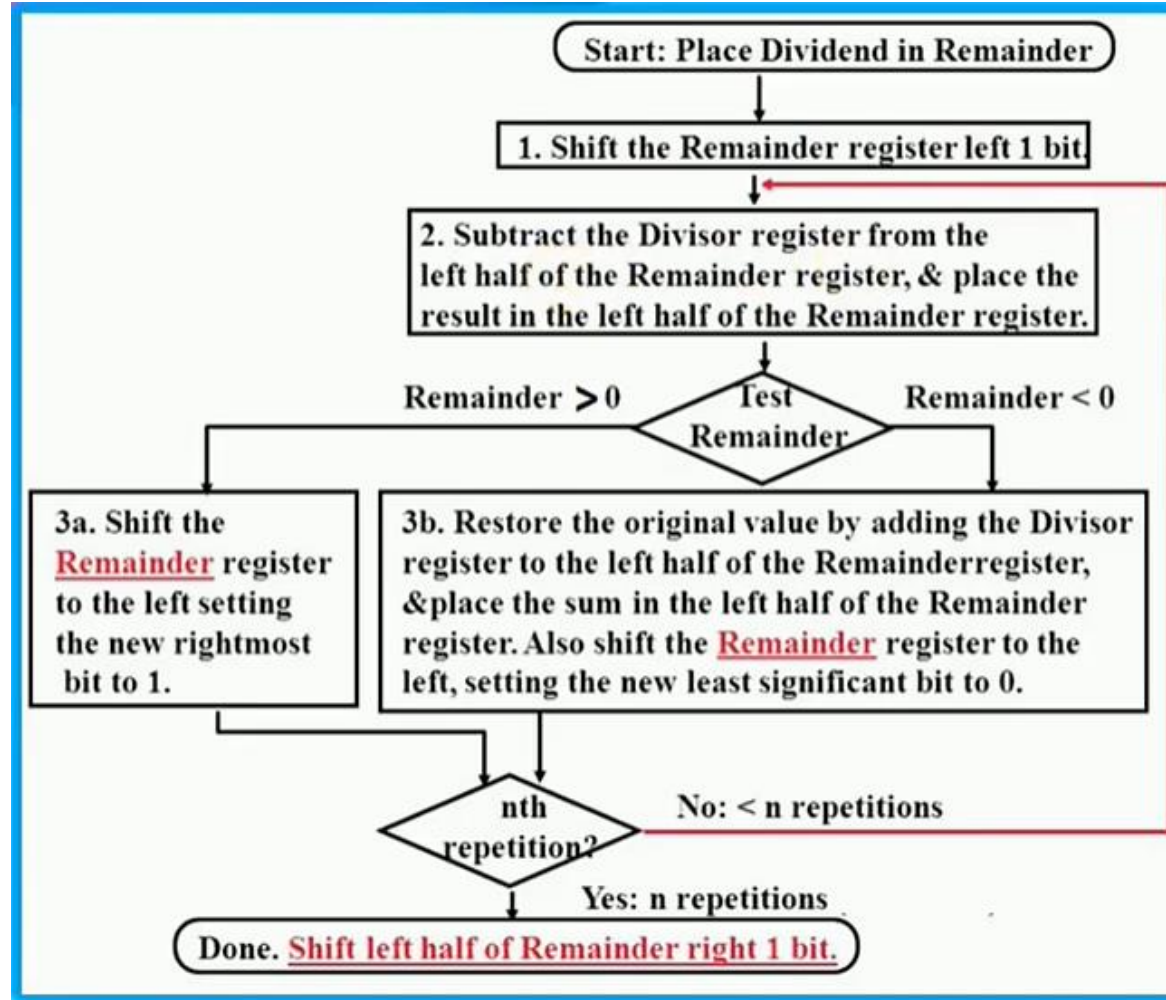 Start: Place Dividend in Remainder
1. Shift the Remainder register left 1 bit.
2. Subtract the Divisor register from the
left half of the Remainder register, & place the
result in the left half of the Remainder register.
Remainder > 0
Test
Remainder
Remainder < 0
3a. Shift the
Remainder register
to the left setting
the new rightmost
bit to 1.
3b. Restore the original value by adding the Divisor
register to the left half of the Remainderregister,
&place the sum in the left half of the Remainder
register. Also shift the Remainder register to the
left, setting the new least significant bit to 0.
nth
repetition?
No: < n repetitions
Yes: n repetitions
Done. Shift left half of Remainder right 1 bit.